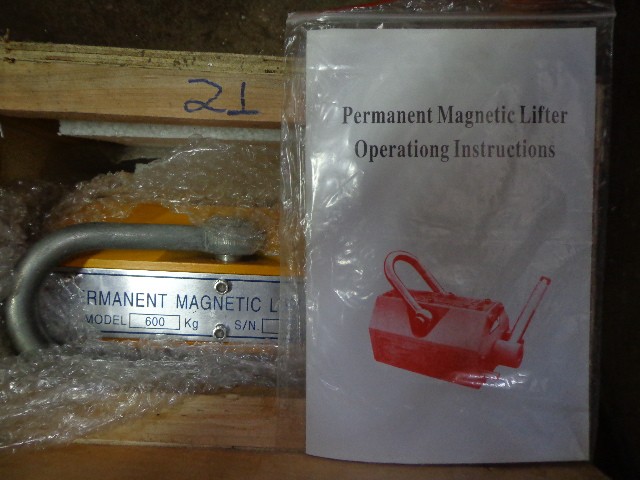 21
Permanent Magnetic Lifter
Operationg Instructions
RMANENT MAGNETIC L
MODEL 600 Kg S/N